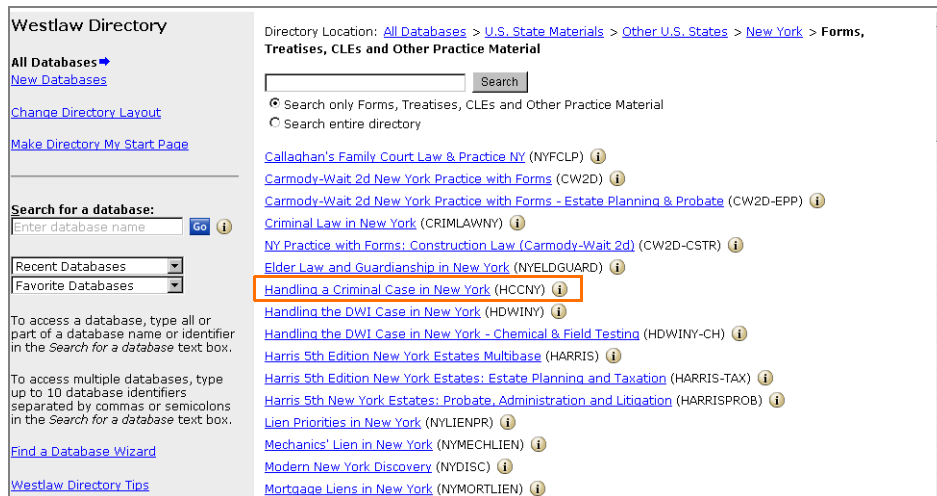 Westlaw Directory
All Databases
New Databases
Change Directory Layout
Make Directory My Start Page
Search for a database:
Enter database name
Go
Recent Databases
Favorite Databases
To access a database, type all or
part of a database name or identifier
in the Search for a database text box.
To access multiple databases, type
up to 10 database identifiers
separated by commas or semicolons
in the Search for a database text box.
Find a Database Wizard
Westlaw Directory Tips
Directory Location: All Databases > U.S. State Materials > Other U.S. States > New York > Forms,
Treatises, CLEs and Other Practice Material
Search
Search only Forms, Treatises, CLEs and Other Practice Material
Search entire directory
Callaghan's Family Court Law & Practice NY (NYFCLP)
Carmody-Wait 2d New York Practice with Forms (CW2D)
Carmody-Wait 2d New York Practice with Forms - Estate Planning & Probate (CW2D-EPP)
Criminal Law in New York (CRIMLAWNY)
NY Practice with Forms: Construction Law (Carmody-Wait 2d) (CW2D-CSTR)
Elder Law and Guardianship in New York (NYELDGUARD)
Handling a Criminal Case in New York (HCCNY)
Handling the DWI Case in New York (HDWINY)
Handling the DWI Case in New York - Chemical & Field Testing (HDWINY-CH)
Harris 5th Edition New York Estates Multibase (HARRIS)
Harris 5th Edition New York Estates: Estate Planning and Taxation (HARRIS-TAX)
Harris 5th New York Estates: Probate, Administration and Litigation (HARRISPROB)
Lien Priorities in New York (NYLIENPR)
Mechanics' Lien in New York (NYMECHLIEN)
Modern New York Discovery (NYDISC)
Mortgage Liens in New York (NYMORTLIEN)